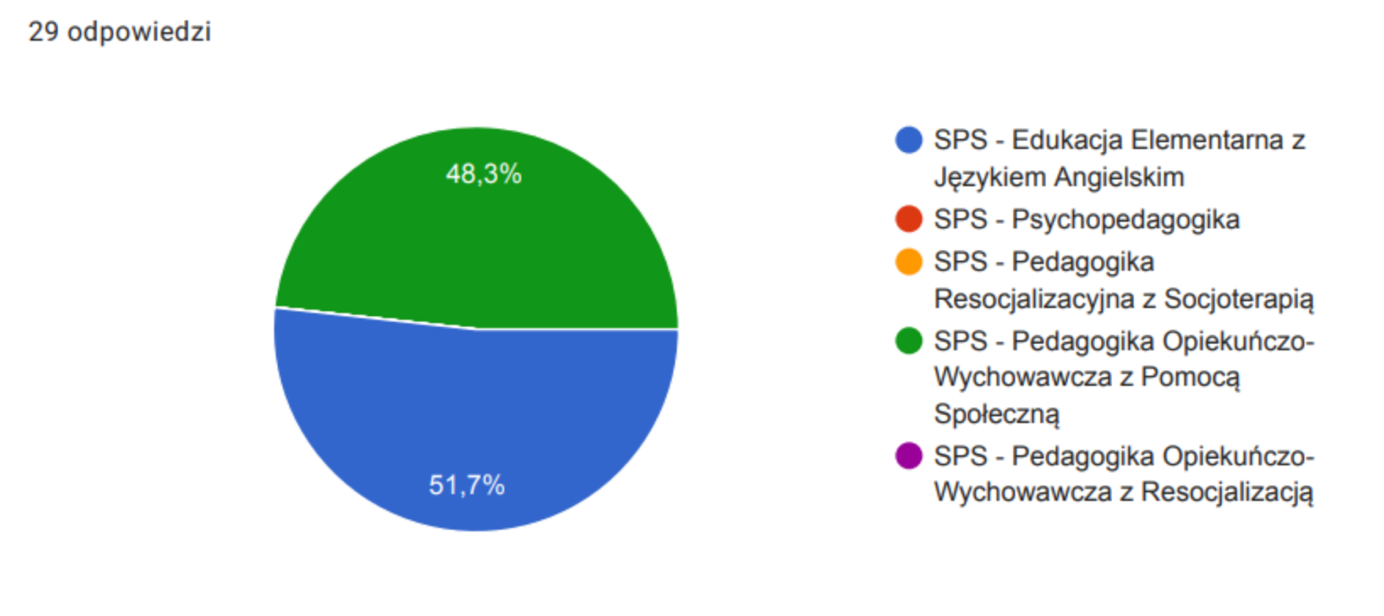 29 odpowiedzi
48,3%
51,7%
SPS - Edukacja Elementarna z
Językiem Angielskim
SPS - Psychopedagogika
SPS - Pedagogika
Resocjalizacyjna z Socjoterapią
SPS - Pedagogika Opiekuńczo-
Wychowawcza z Pomocą
Społeczną
SPS - Pedagogika Opiekuńczo-
Wychowawcza z Resocjalizacją